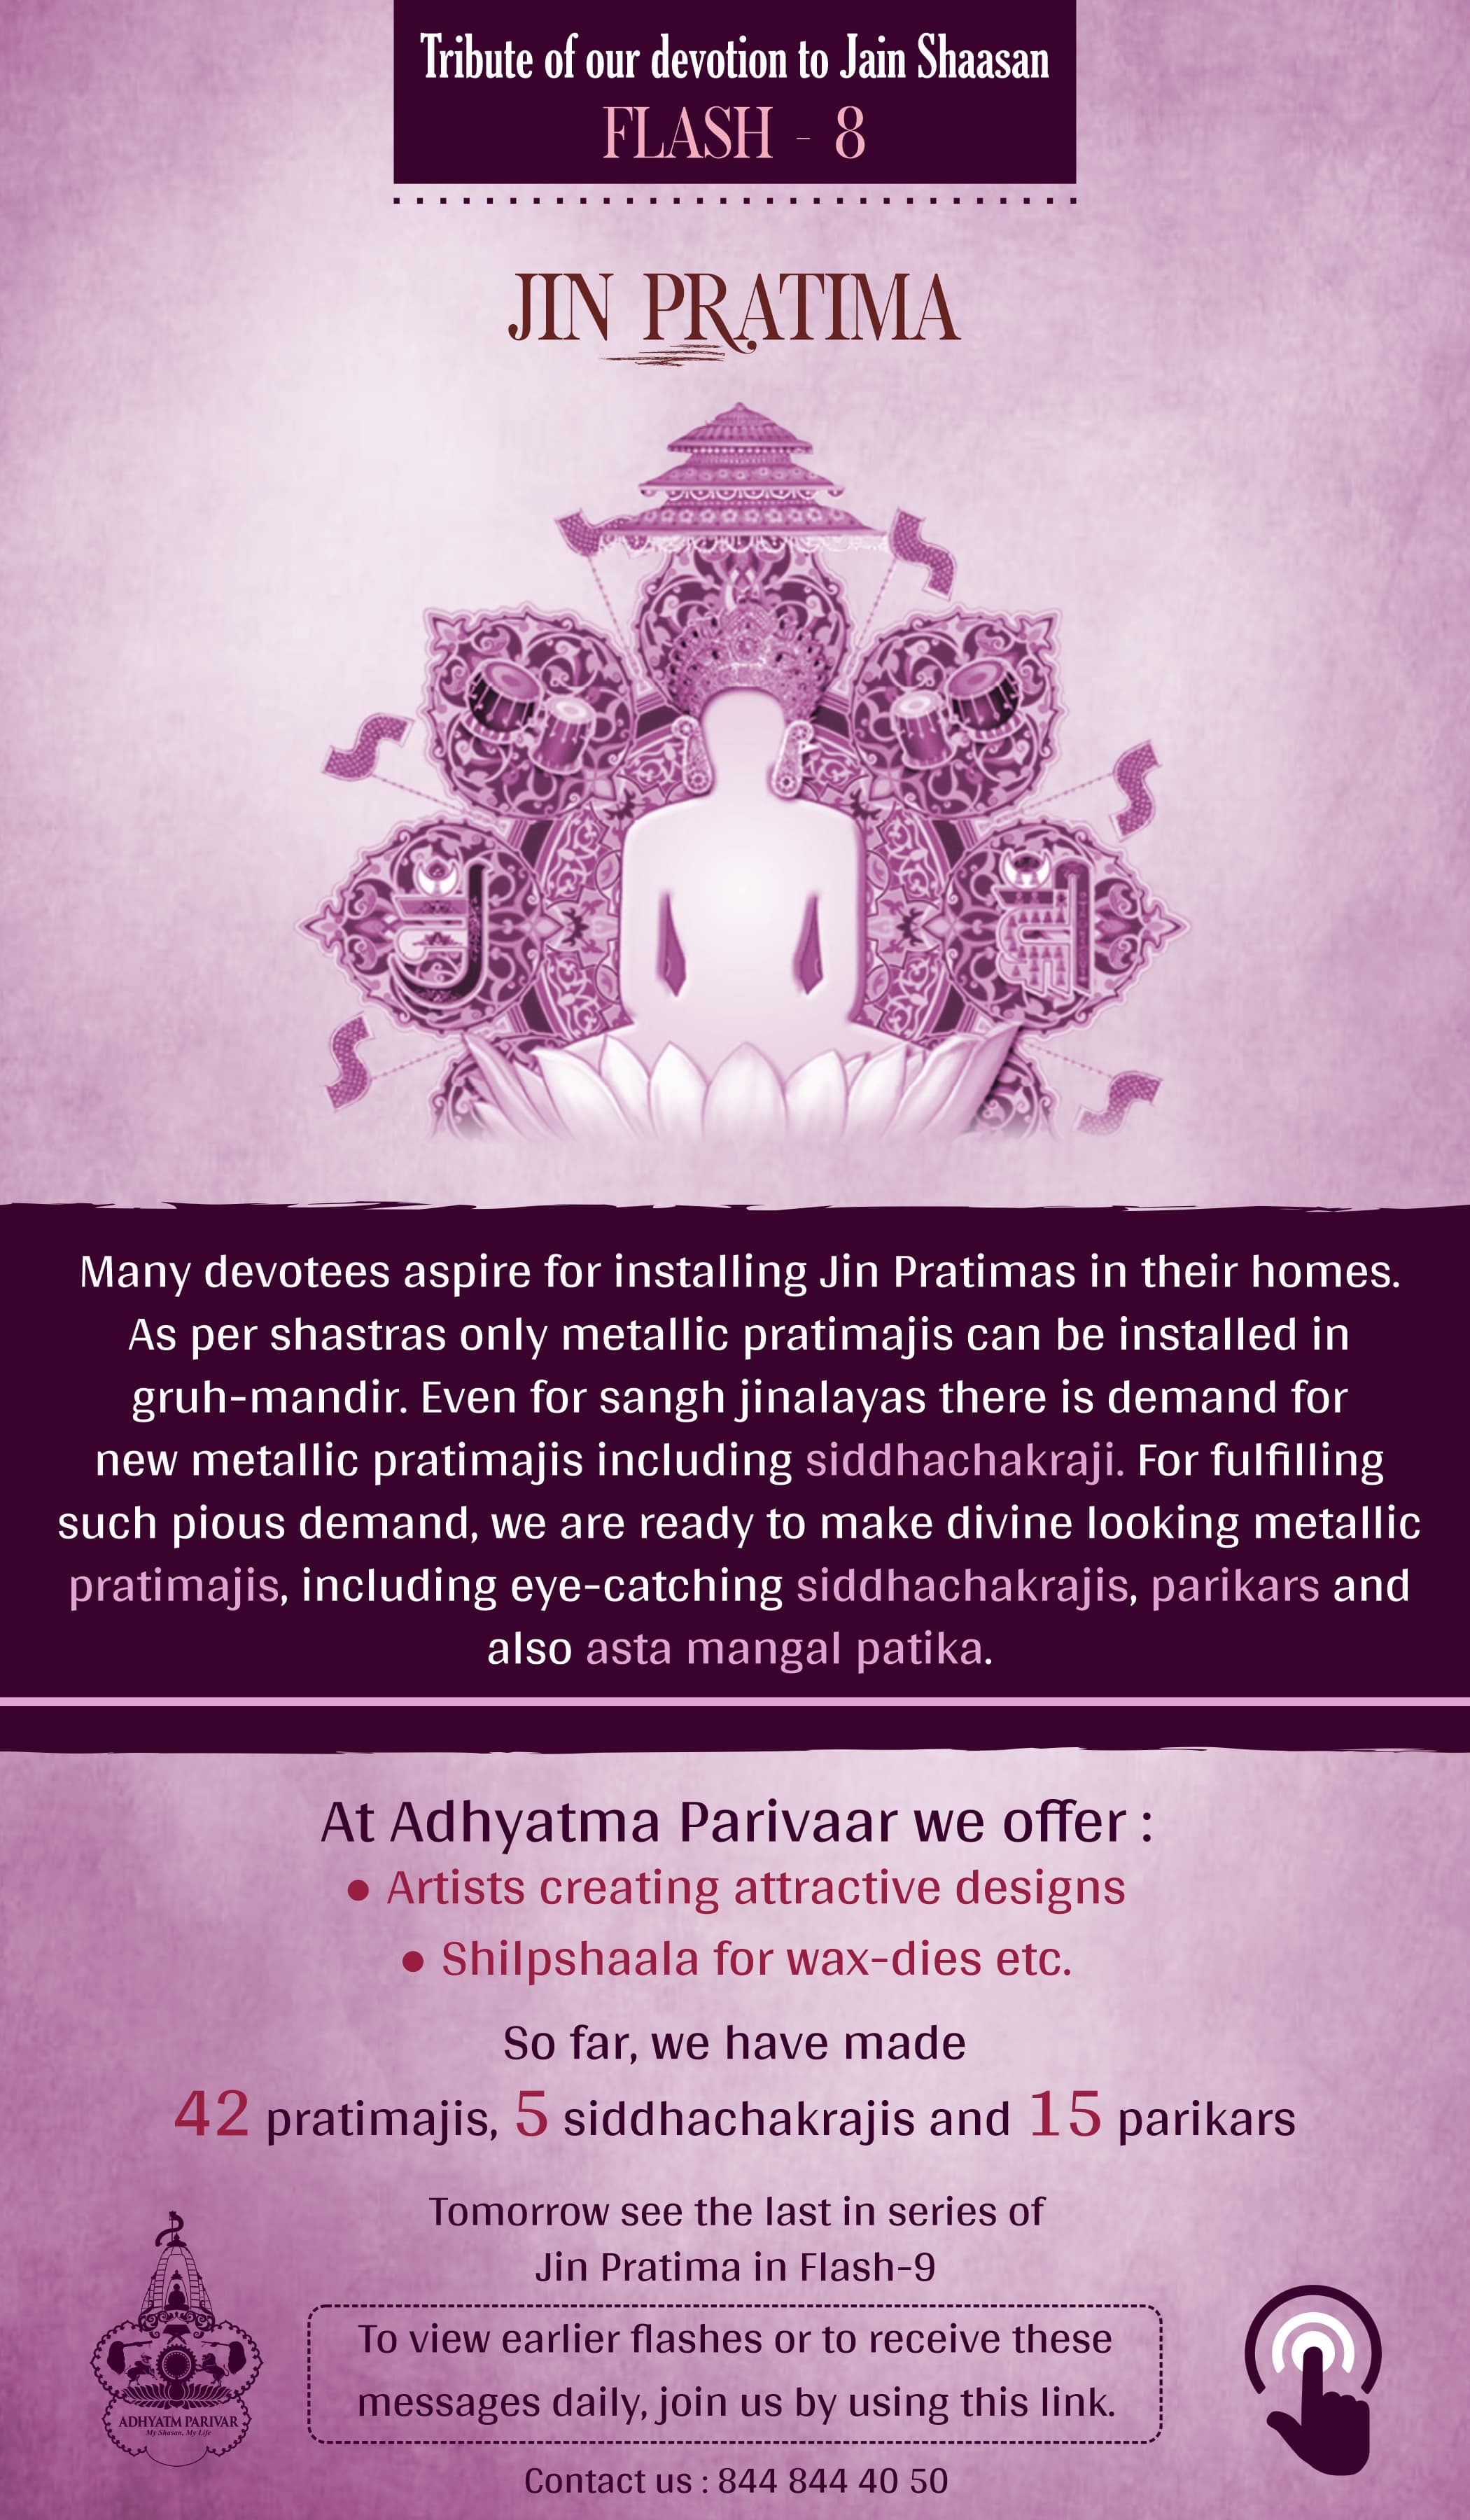 Tribute of our devotion to Jain Shaasan
FLASH - 8
JIN PRATIMA
Many devotees aspire for installing Jin Pratimas in their homes.
As per shastras only metallic pratimajis can be installed in
gruh-mandir. Even for sangh jinalayas there is demand for
new metallic pratimajis including siddhachakraji. For fulfilling
such pious demand, we are ready to make divine looking metallic
pratimajis, including eye-catching siddhachakrajis, parikars and
also asta mangal patika.
At Adhyatma Parivaar we offer :
• Artists creating attractive designs
• Shilpshaala for wax-dies etc.
So far, we have made
42 pratimajis, 5 siddhachakrajis and 15 parikars
Tomorrow see the last in series of
Jin Pratima in Flash-9
To view earlier flashes or to receive these
messages daily, join us by using this link.
ADHYATM PARIVAR
My Shasan, My Life
Contact us : 844 844 40 50